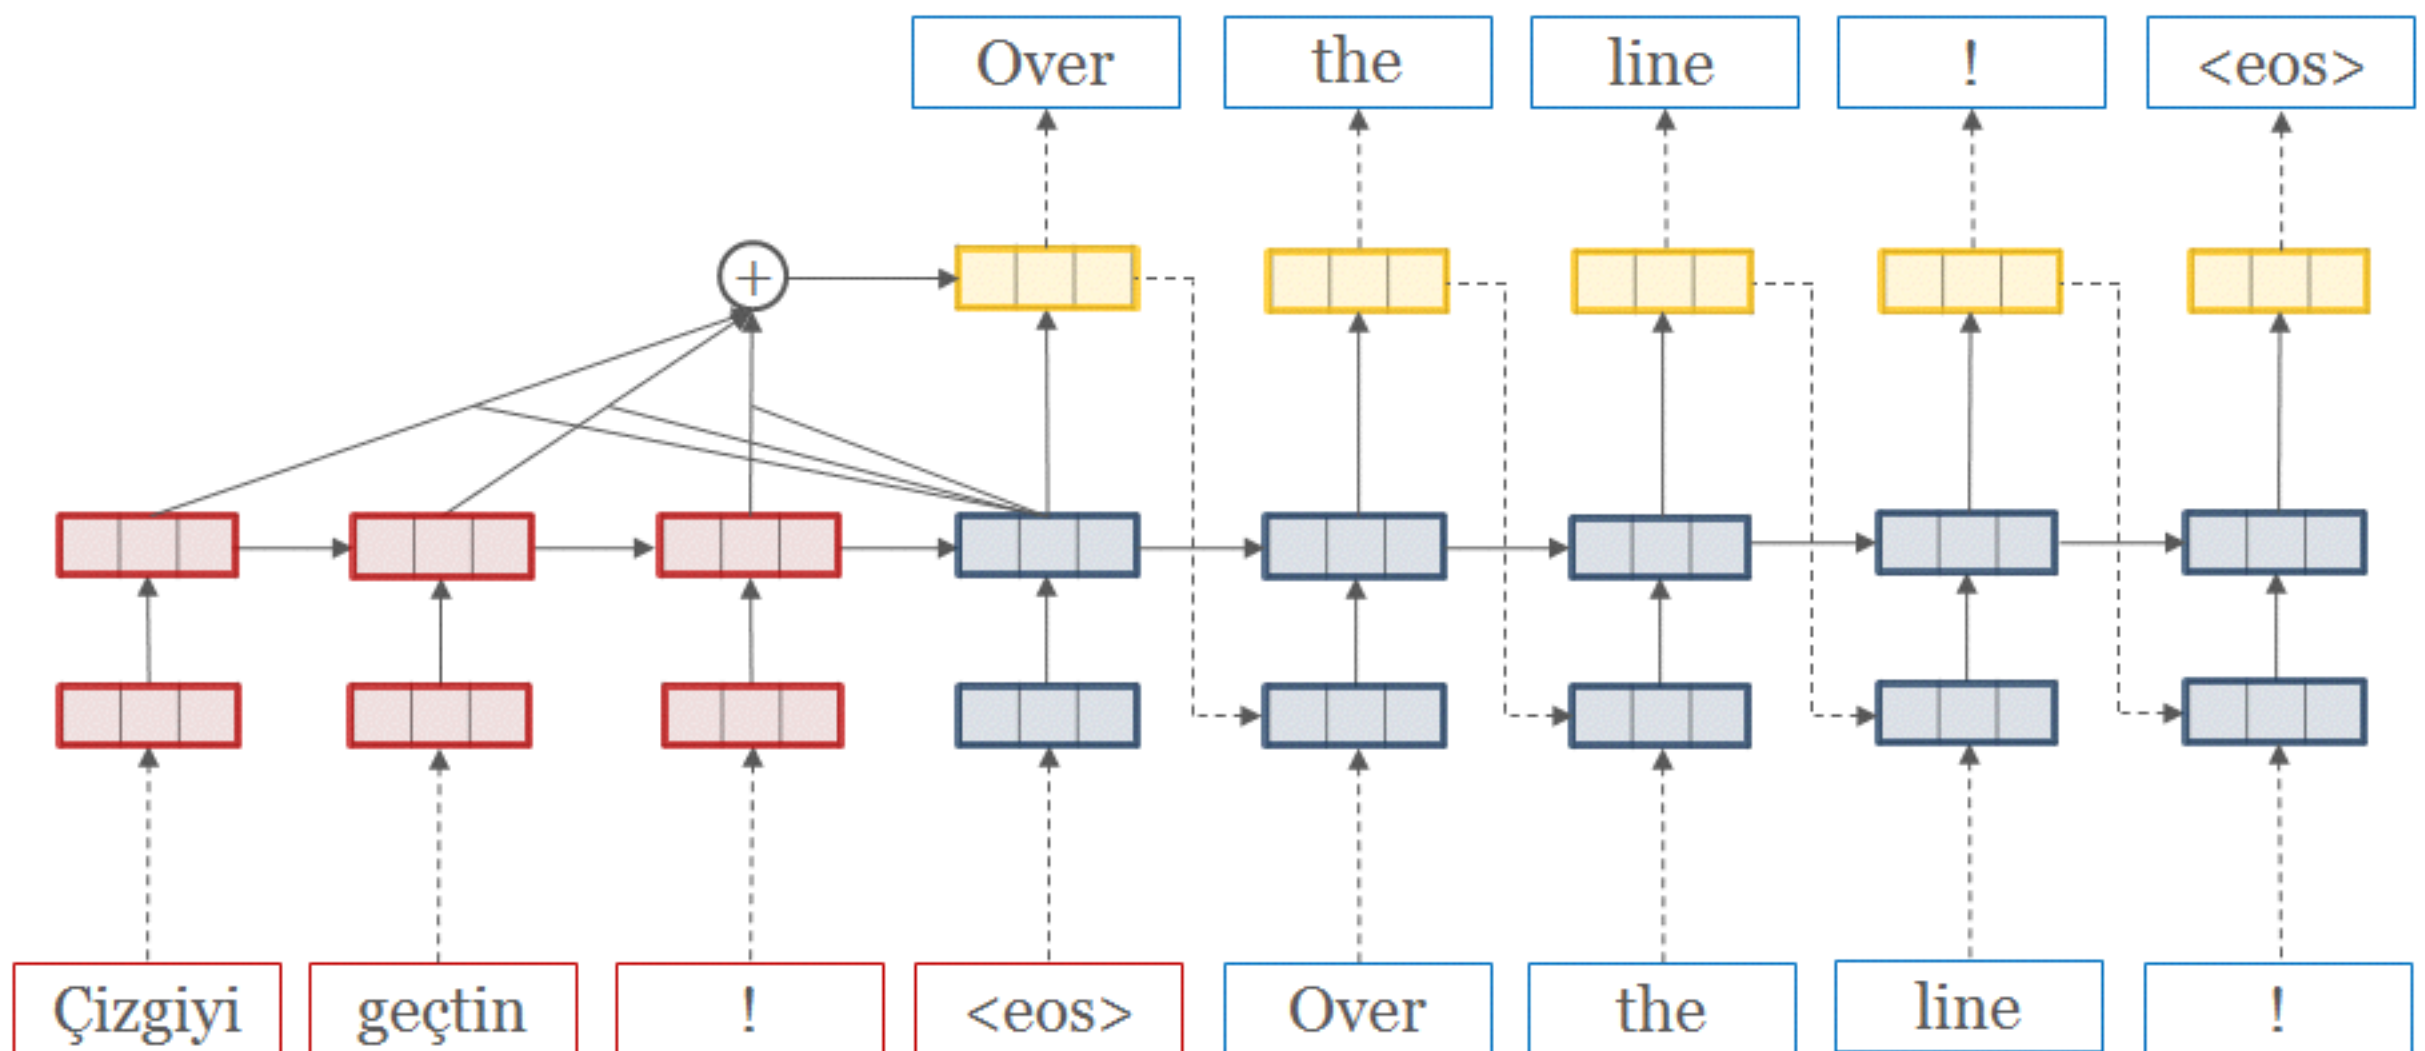 Over the line ! <eos>
+
Çizgiyi geçtin ! <eos> Over the line !